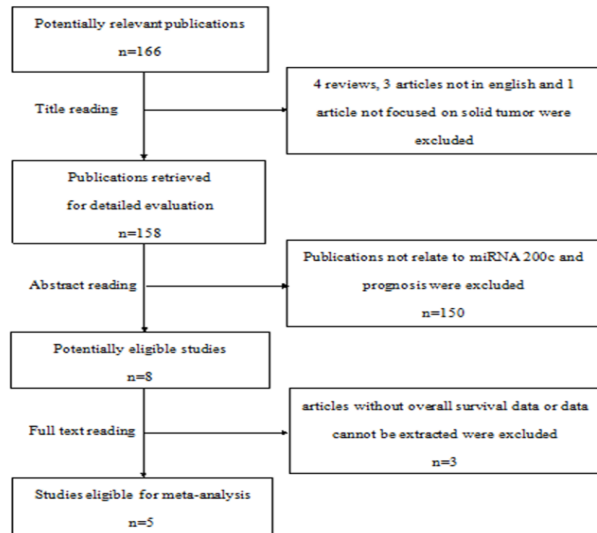 Potentially relevant publications
n=166
Title reading
4 reviews, 3 articles not in english and 1
article not focused on solid tumor were
excluded
Publications retrieved
for detailed evaluation
n=158
Abstract reading
Publications not relate to miRNA 200c and
prognosis were excluded
n=150
Potentially eligible studies
n=8
Full text reading
articles without overall survival data or data
cannot be extracted were excluded
n=3
Studies eligible for meta-analysis
n=5